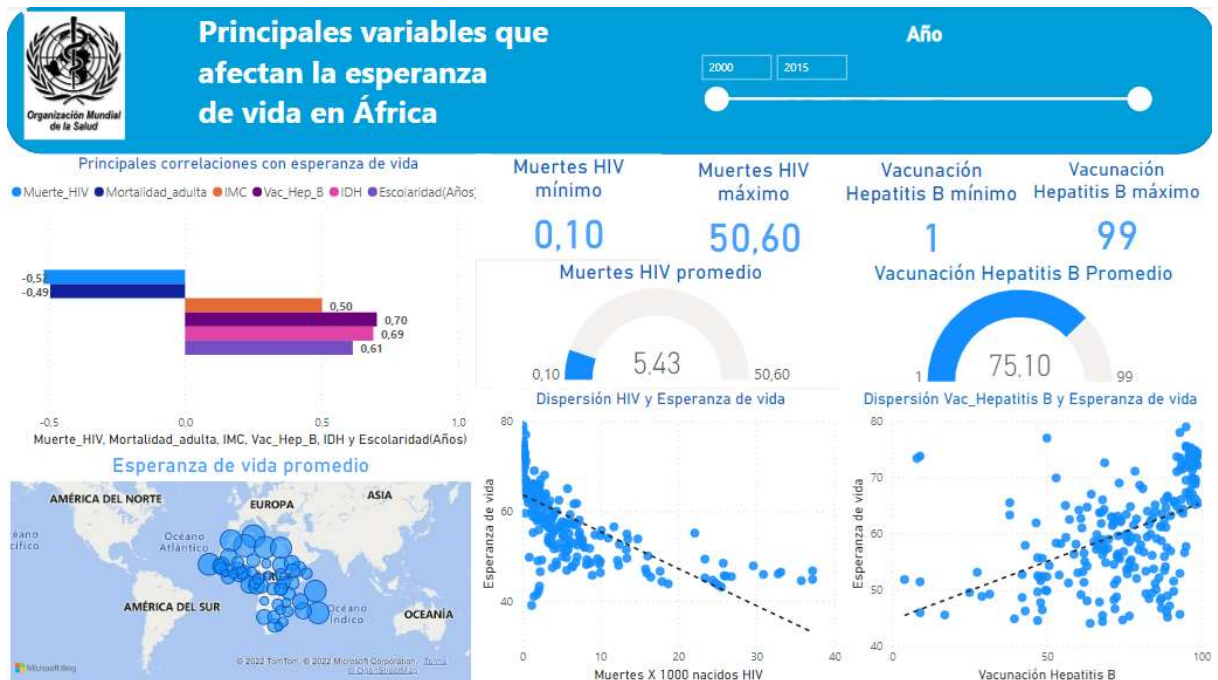 Organización Mundial
de la Salud
Principales variables que
afectan la esperanza
de vida en África
Año
2000
2015
Principales correlaciones con esperanza de vida
Muerte_HIV Mortalidad_adulta IMC Vac_Hep_B IDH Escolaridad(Años)
-0,52
-0,49
0,50
0,70
0,69
0,61
-0,5 0,0 0,5 1,0
Muerte_HIV, Mortalidad_adulta, IMC, Vac_Hep_B, IDH y Escolaridad(Años)
Muertes HIV
mínimo
0,10
Muertes HIV
máximo
50,60
Vacunación
Hepatitis B mínimo
1
Vacunación
Hepatitis B máximo
99
Muertes HIV promedio
0,10
5,43
50,60
Vacunación Hepatitis B Promedio
1
75,10
99
Esperanza de vida promedio
AMÉRICA DEL NORTE
EUROPA
ASIA
Océano
Atlántico
AMÉRICA DEL SUR
Océano
Índico
OCEANÍA
Microsoft Bing
© 2022 TomTom, © 2022 Microsoft Corporation, Terms
© OpenStreetMap
Dispersión HIV y Esperanza de vida
Esperanza de vida
80
60
40
0 10 20 30 40
Muertes X 1000 nacidos HIV
Dispersión Vac_Hepatitis B y Esperanza de vida
Esperanza de vida
80
70
60
50
40
0 50 100
Vacunación Hepatitis B